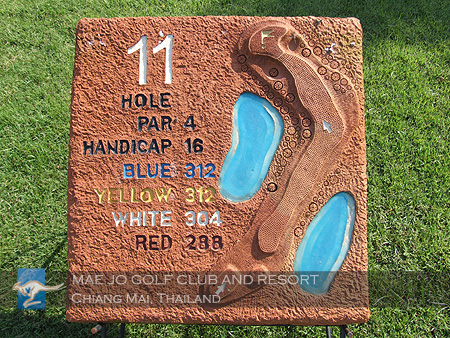 11
HOLE
PAR 4
HANDICAP 16
BLUE 312
YELLOW 312
WHITE 304
RED 288
MAE JO GOLF CLUB AND RESORT
CHIANG MAI, THAILAND